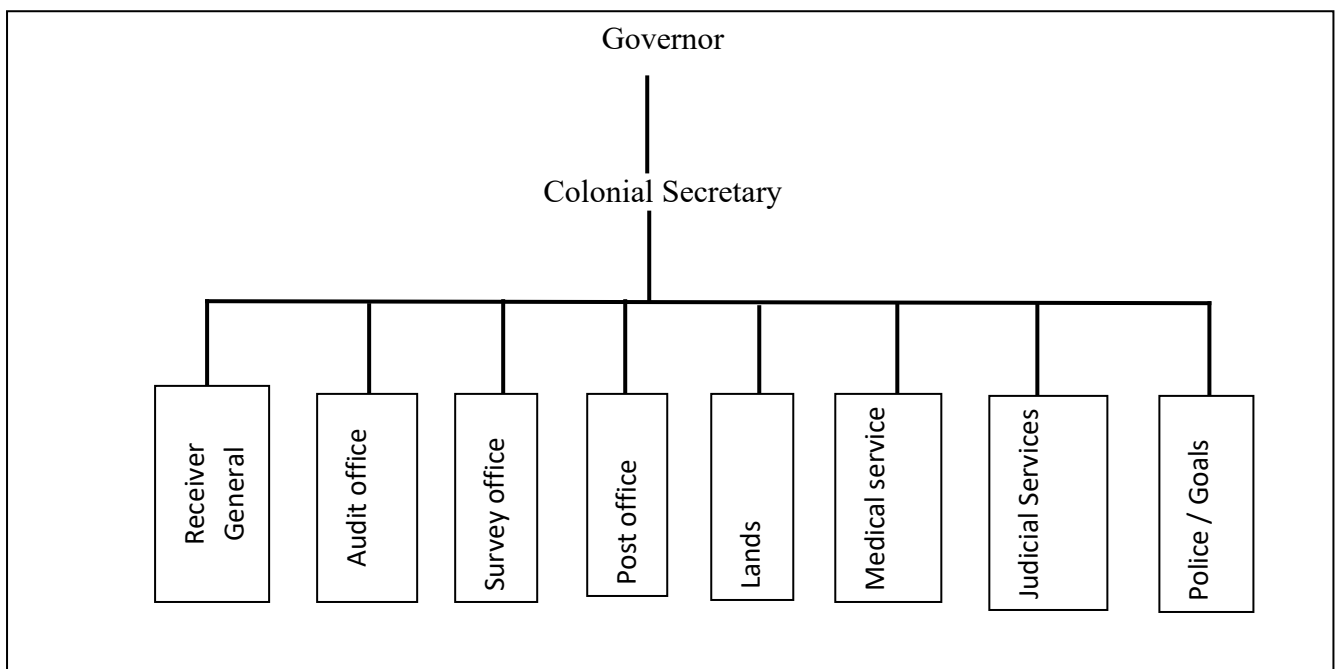 Governor
Colonial Secretary
Receiver
General
Audit office
Survey office
Post office
Lands
Medical service
Judicial Services
Police / Goals